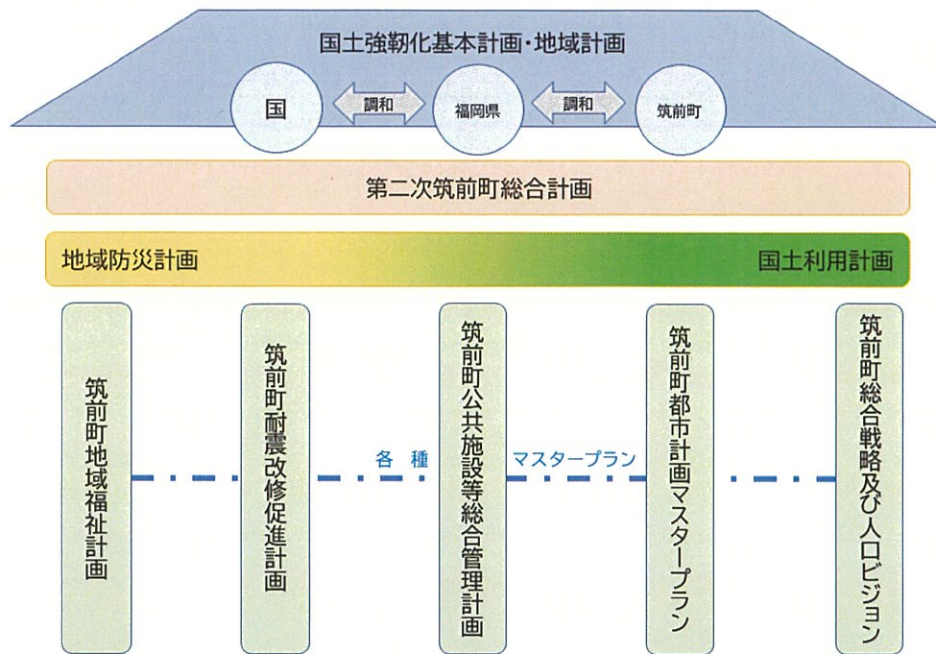 国土強靭化基本計画・地域計画
国
調和
福岡県
調和
筑前町
第二次筑前町総合計画
地域防災計画
国土利用計画
筑前町地域福祉計画
筑前町耐震改修促進計画
各種
筑前町公共施設等総合管理計画
マスタープラン
筑前町都市計画マスタープラン
筑前町総合戦略及び人口ビジョン